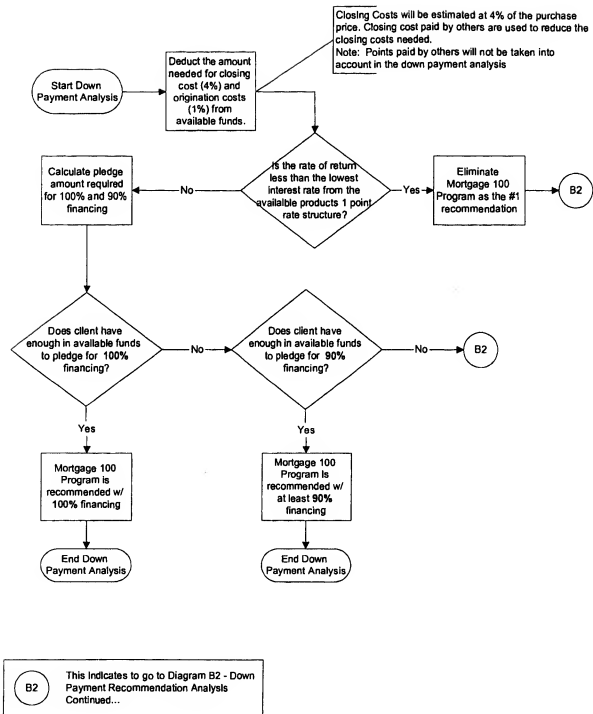 Closing Costs will be estimated at 4% of the purchase
price. Closing cost paid by others are used to reduce the
closing costs needed.
Note: Points paid by others will not be taken into
account in the down payment analysis
Start Down
Payment Analysis
Deduct the amount
needed for closing
cost (4%) and
origination costs
(1%) from
available funds.
Is the rate of return
less than the lowest
interest rate from the
available products 1 point
rate structure?
No
Yes
Calculate pledge
amount required
for 100% and 90%
financing
Eliminate
Mortgage 100
Program as the #1
recommendation
B2
Does client have
enough in available funds
to pledge for 100%
financing?
No
Does client have
enough in available funds
to pledge for 90%
financing?
No
B2
Yes
Yes
Mortgage 100
Program is
recommended w/
100% financing
Mortgage 100
Program is
recommended w/
at least 90%
financing
End Down
Payment Analysis
End Down
Payment Analysis
B2
This Indicates to go to Diagram B2 - Down
Payment Recommendation Analysis
Continued...